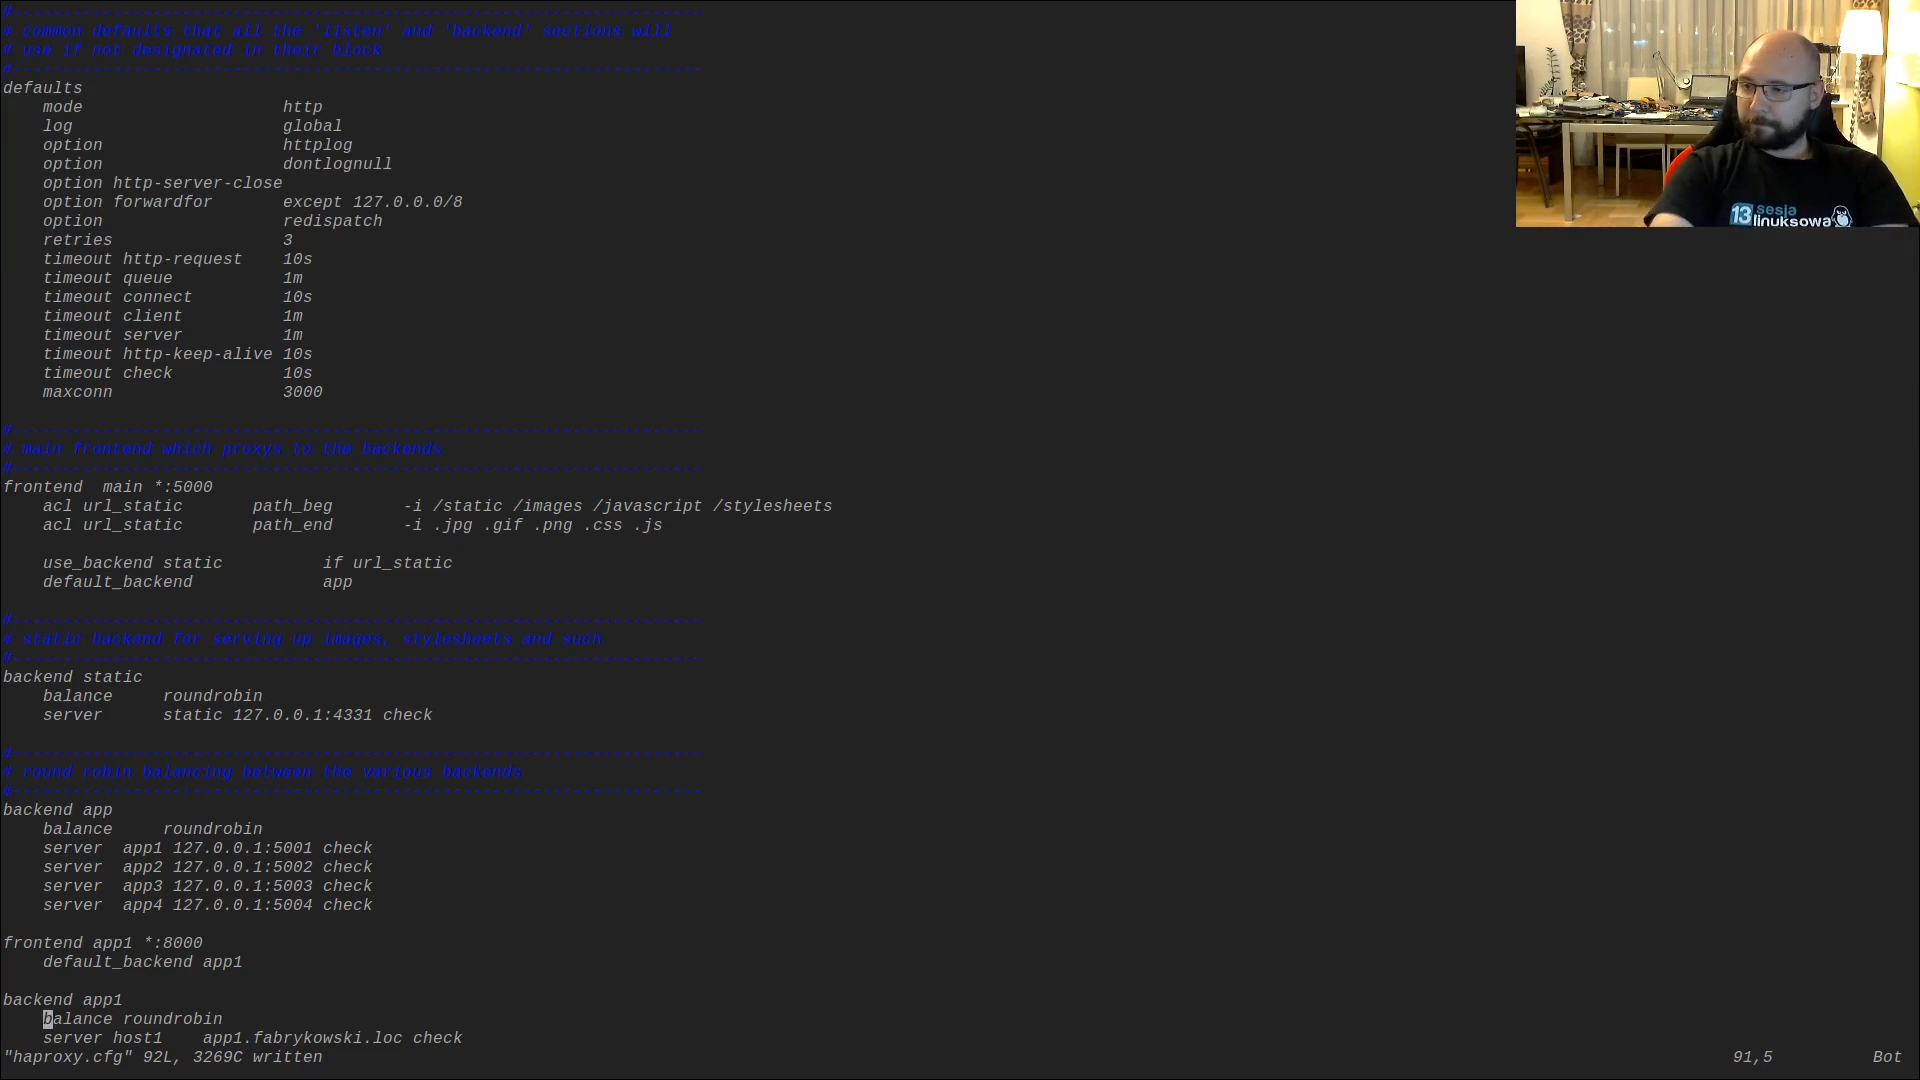 #---------------------------------------------------------------------
# common defaults that all the 'listen' and 'backend' sections will
# use if not designated in their block
#---------------------------------------------------------------------
defaults
    mode                    http
    log                     global
    option                  httplog
    option                  dontlognull
    option http-server-close
    option forwardfor       except 127.0.0.0/8
    option                  redispatch
    retries                 3
    timeout http-request    10s
    timeout queue           1m
    timeout connect         10s
    timeout client          1m
    timeout server          1m
    timeout http-keep-alive 10s
    timeout check           10s
    maxconn                 3000
#---------------------------------------------------------------------
# main frontend which proxys to the backends
#---------------------------------------------------------------------
frontend  main *:5000
    acl url_static       path_beg       -i /static /images /javascript /stylesheets
    acl url_static       path_end       -i .jpg .gif .png .css .js
    use_backend static          if url_static
    default_backend             app
#---------------------------------------------------------------------
# static backend for serving up images, stylesheets and such
#---------------------------------------------------------------------
backend static
    balance     roundrobin
    server      static 127.0.0.1:4331 check
#---------------------------------------------------------------------
# round robin balancing between the various backends
#---------------------------------------------------------------------
backend app
    balance     roundrobin
    server  app1 127.0.0.1:5001 check
    server  app2 127.0.0.1:5002 check
    server  app3 127.0.0.1:5003 check
    server  app4 127.0.0.1:5004 check
frontend app1 *:8000
    default_backend app1
backend app1
    balance roundrobin
    server host1    app1.fabrykowski.loc check
"haproxy.cfg" 92L, 3269C written 91,5 Bot
13 sesja
linuksowa